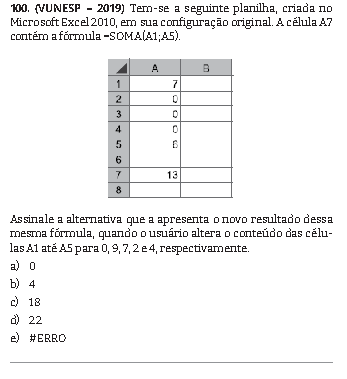 100. (VUNESP – 2019) Tem-se a seguinte planilha, criada no
Microsoft Excel 2010, em sua configuração original. A célula A7
contém a fórmula =SOMA(A1;A5).
A B
1 7
2 0
3 0
4 0
5 6
6
7 13
8
Assinale a alternativa que a apresenta o novo resultado dessa
mesma fórmula, quando o usuário altera o conteúdo das célu-
las A1 até A5 para 0, 9, 7, 2 e 4, respectivamente.
a) 0
b) 4
c) 18
d) 22
e) #ERRO